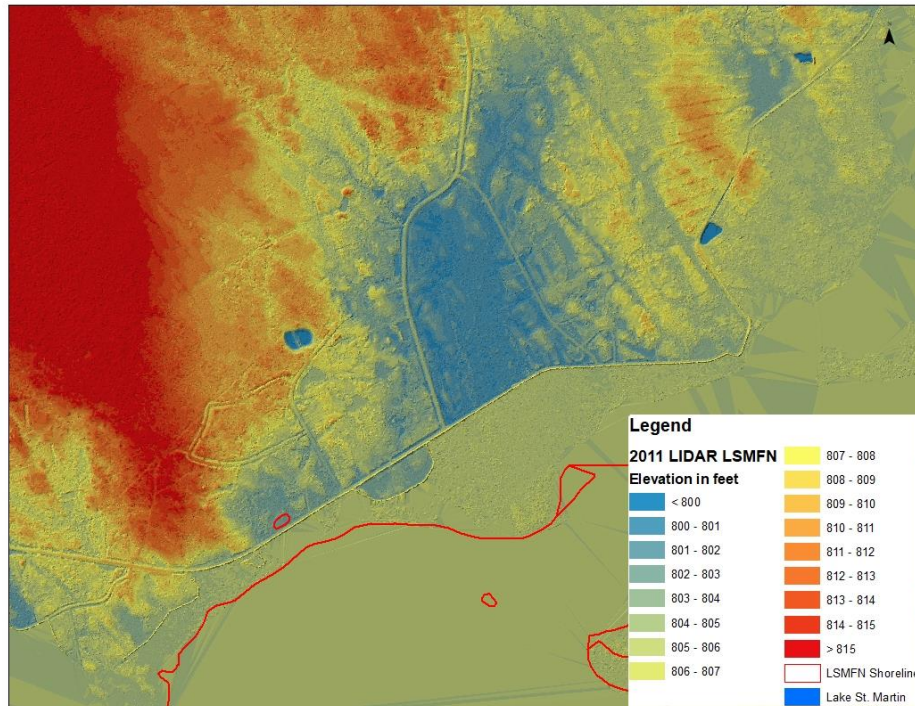 Legend
2011 LIDAR LSMFN
Elevation in feet
< 800
800 - 801
801 - 802
802 - 803
803 - 804
804 - 805
805 - 806
806 - 807
807 - 808
808 - 809
809 - 810
810 - 811
811 - 812
812 - 813
813 - 814
814 - 815
> 815
LSMFN Shoreline
Lake St. Martin